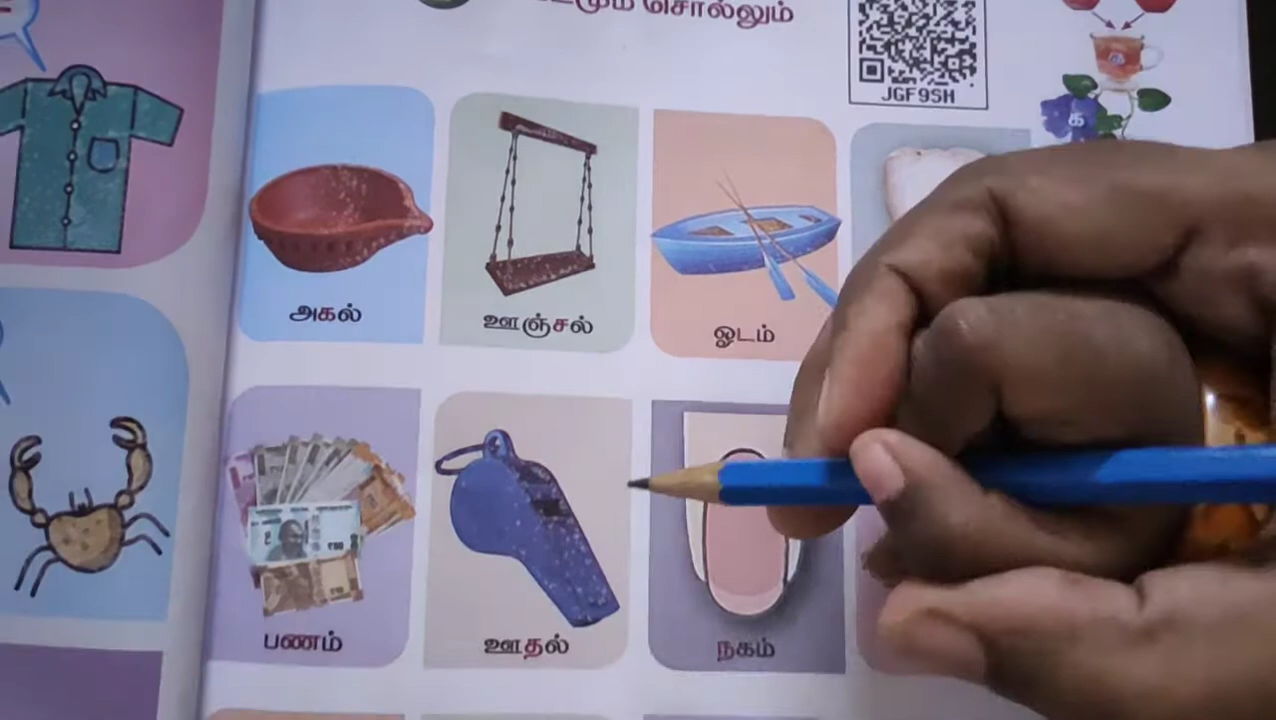 சொல்லும்
JGF9SH
க
அகல்
ஊஞ்சல்
ஓடம்
பணம்
ஊதல்
நகம்